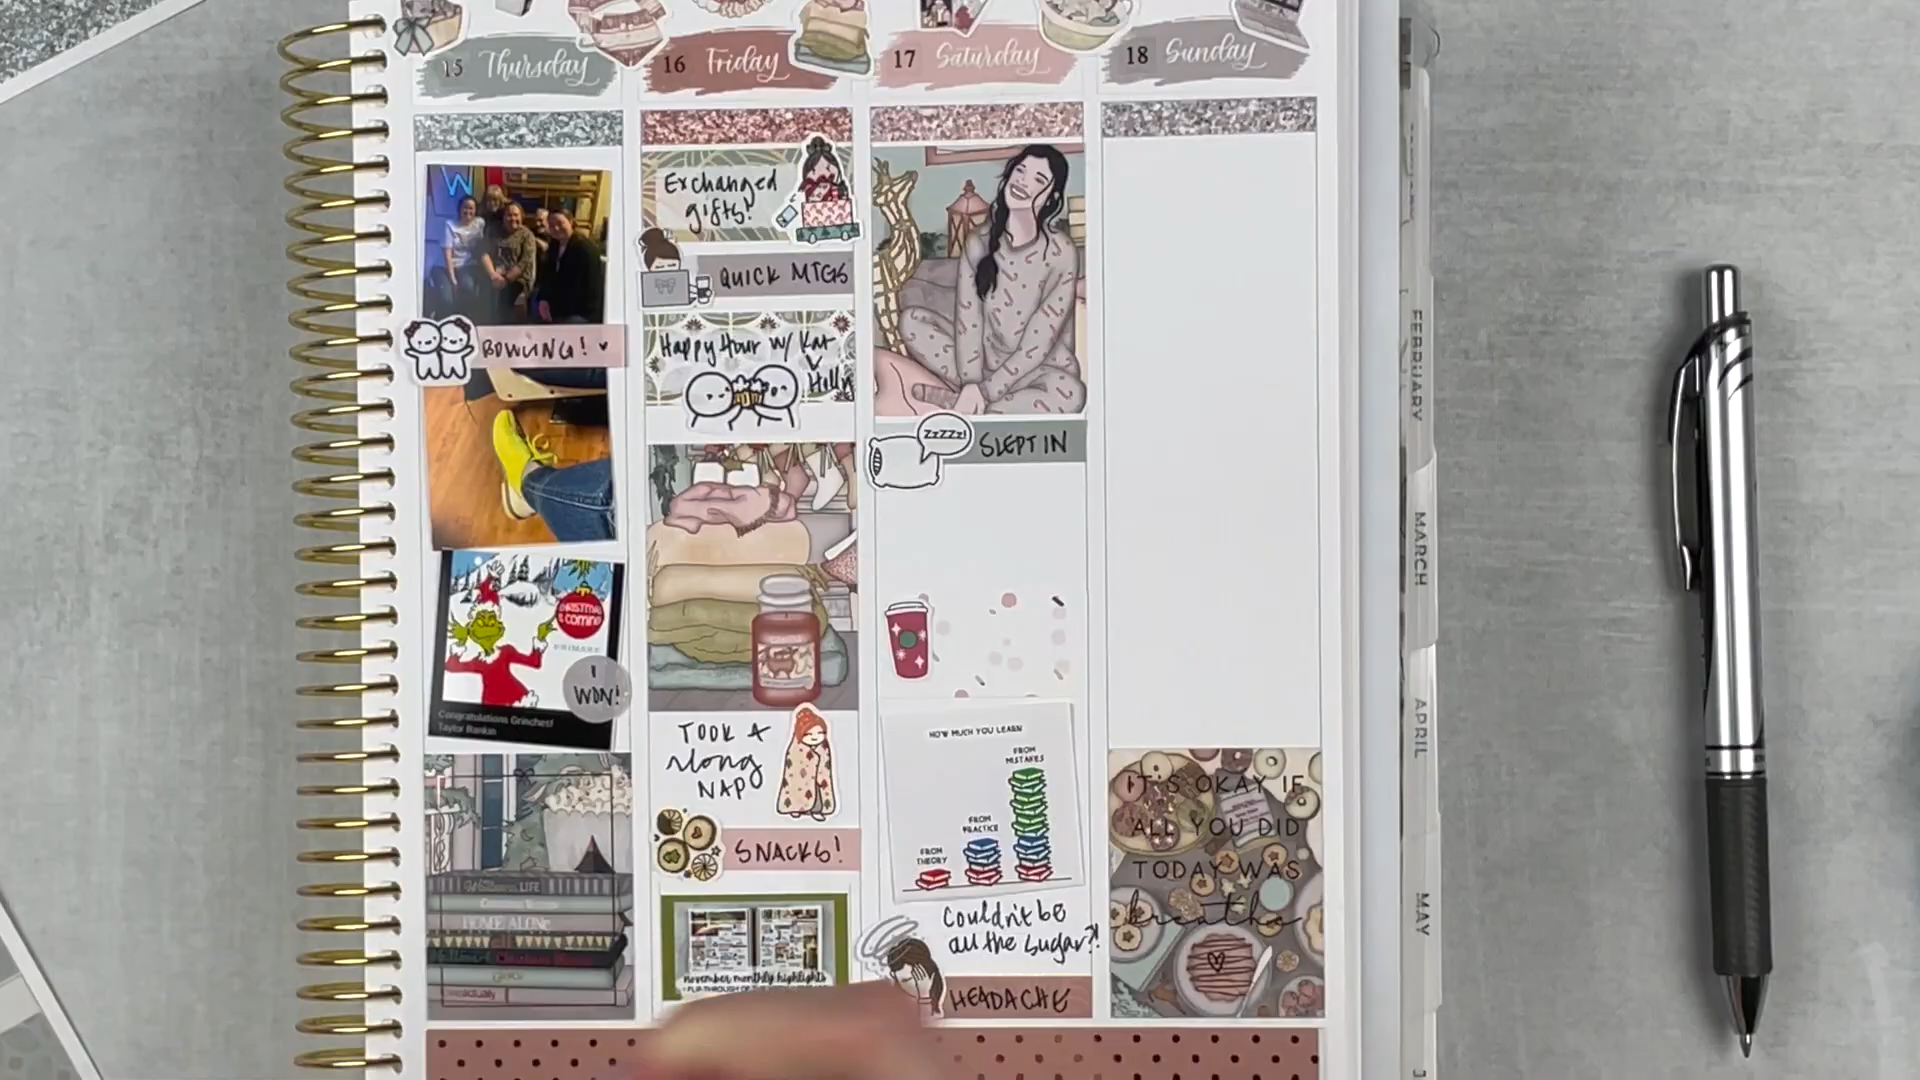 15 Thursday
16 Friday
17 Saturday
18 Sunday
W
BOWLING!
CHRISTMAS
IS COMING
I
WON!
Congratulations Grinches!
Taylor Rankin
LIFE
HOME ALONE
Exchanged
gifts!
QUICK MTGS
Happy Hour w/ Kat
TOOK A
long
NAP
SNACKS!
november monthly highlights
ZzZZz!
SLEPT IN
HOW MUCH YOU LEARN
FROM
MISTAKES
FROM
PRACTICE
FROM
THEORY
Couldn't be
all the sugar?!
HEADACHE
IT'S OKAY IF
ALL YOU DID
TODAY WAS
breathe
FEBRUARY
MARCH
APRIL
MAY